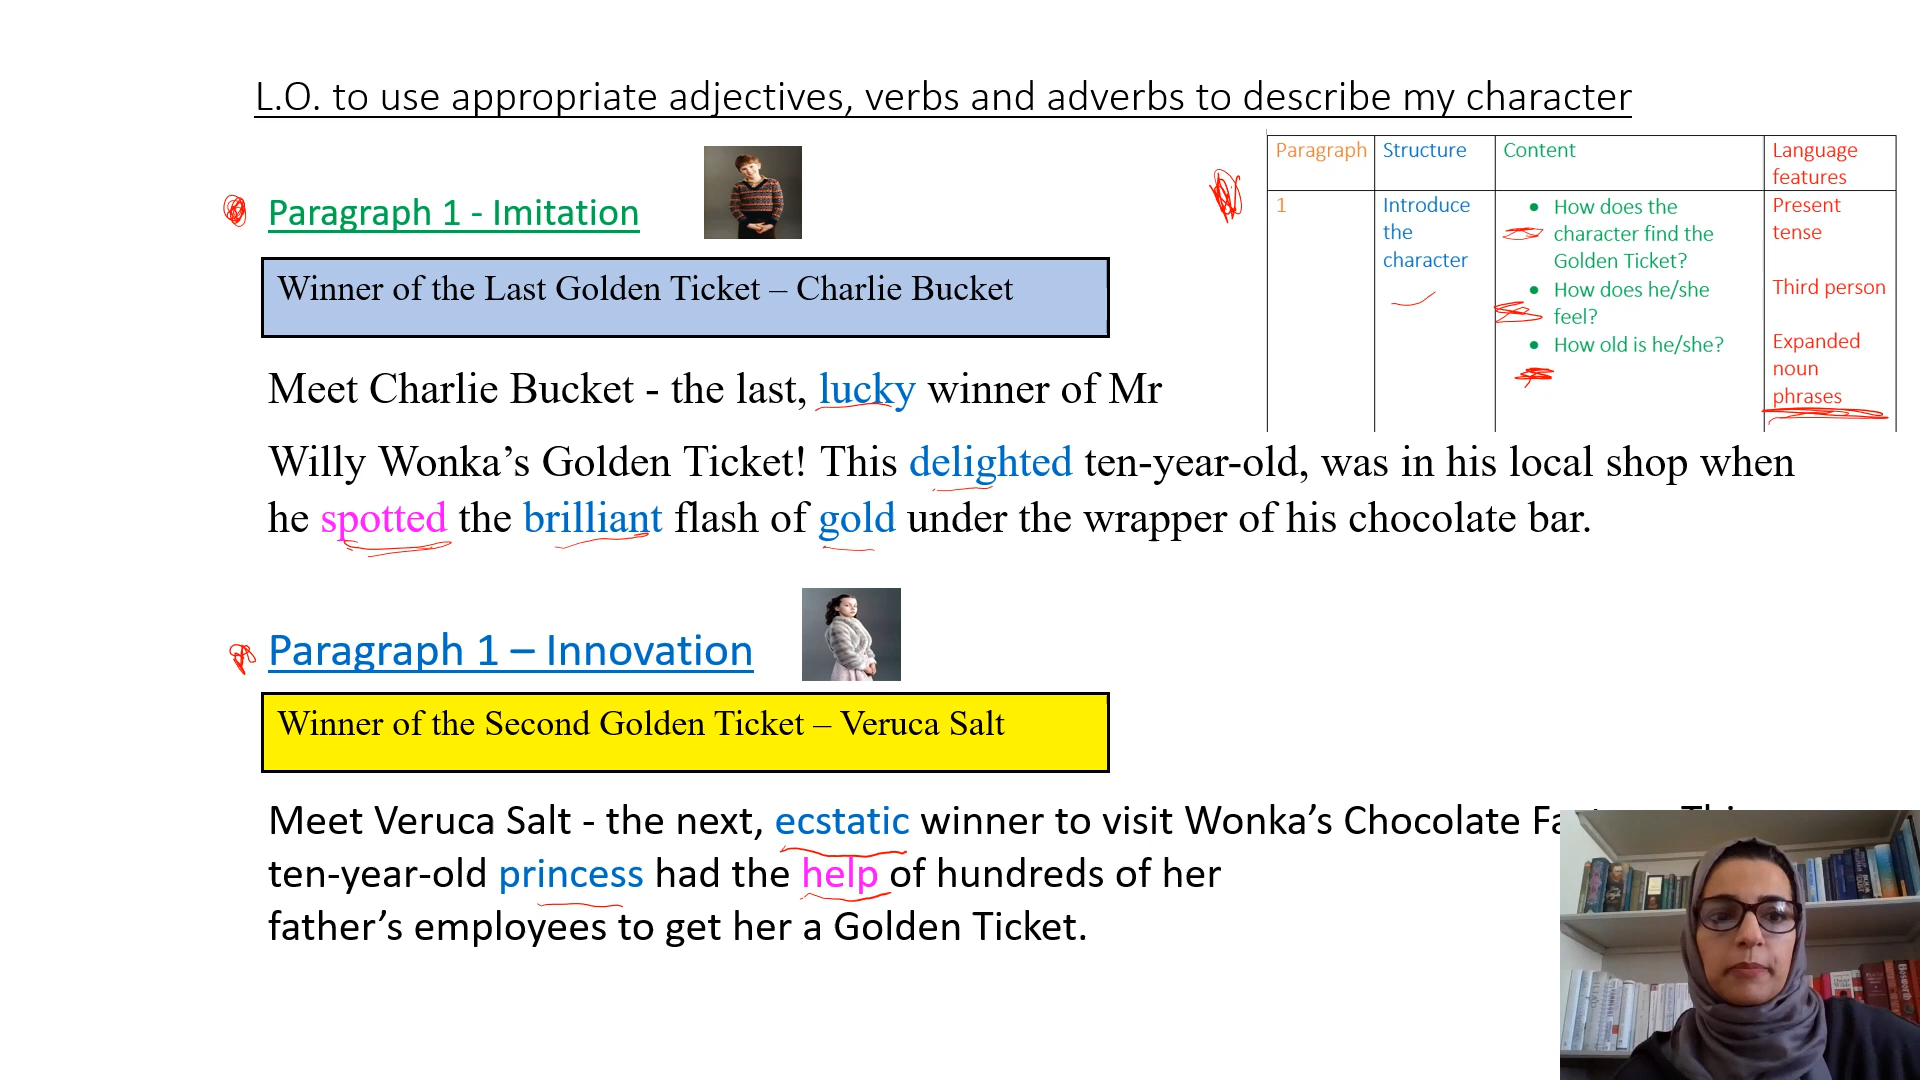 L.O. to use appropriate adjectives, verbs and adverbs to describe my character
Paragraph 1 - Imitation
Winner of the Last Golden Ticket – Charlie Bucket
Meet Charlie Bucket - the last, lucky winner of Mr
Willy Wonka’s Golden Ticket! This delighted ten-year-old, was in his local shop when
he spotted the brilliant flash of gold under the wrapper of his chocolate bar.
Paragraph Structure Content Language
features
1
Introduce
the
character
• How does the
character find the
Golden Ticket?
• How does he/she
feel?
• How old is he/she?
Present
tense
Third person
Expanded
noun
phrases
Paragraph 1 – Innovation
Winner of the Second Golden Ticket – Veruca Salt
Meet Veruca Salt - the next, ecstatic winner to visit Wonka’s Chocolate
ten-year-old princess had the help of hundreds of her
father’s employees to get her a Golden Ticket.